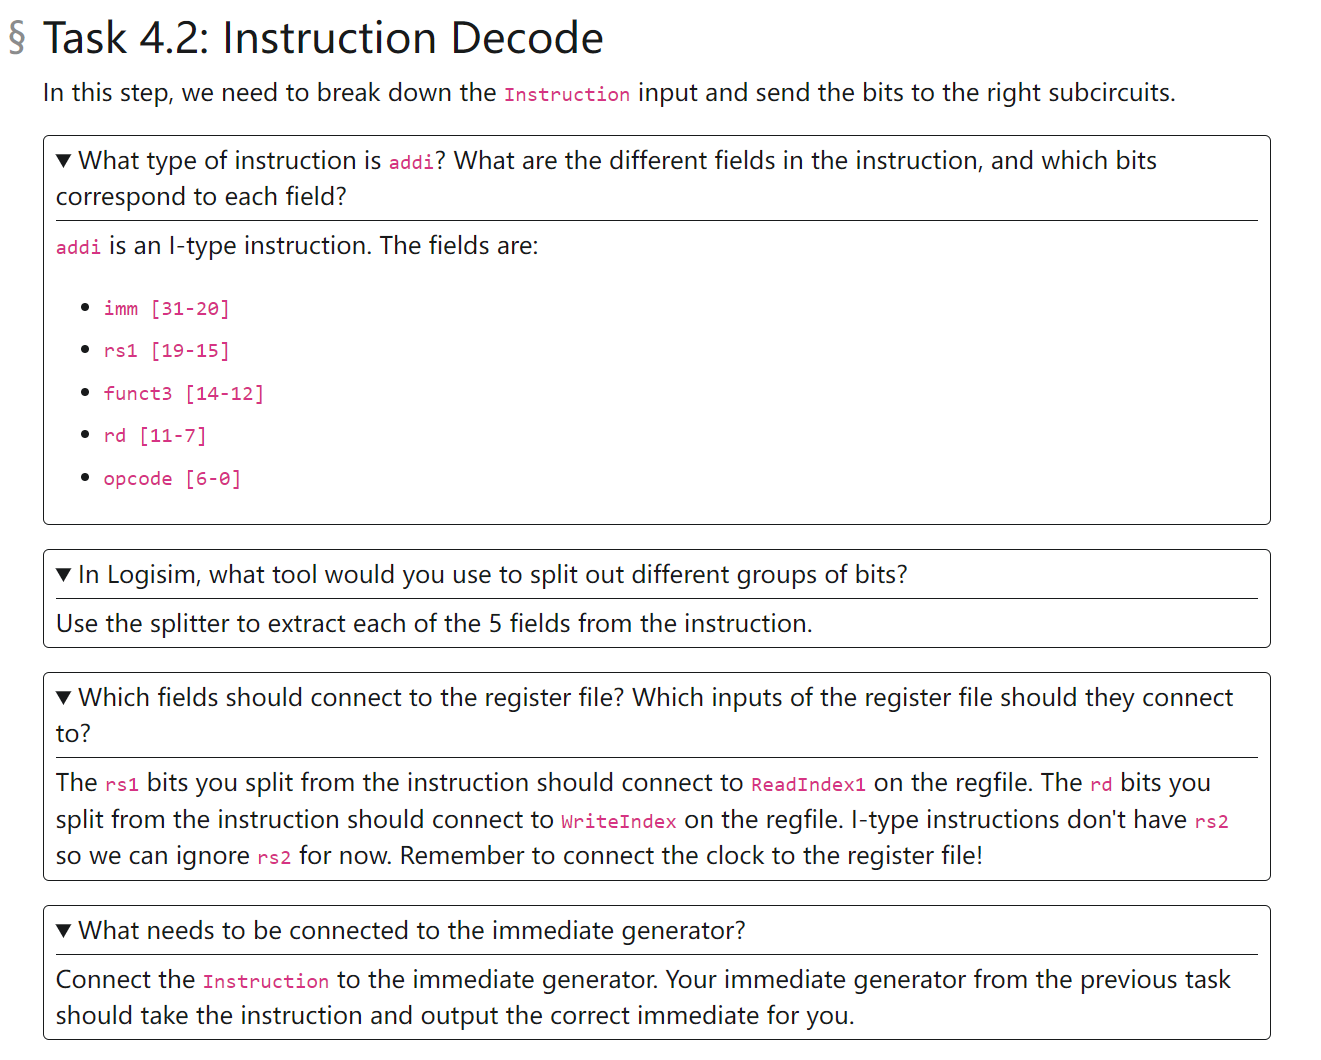 § Task 4.2: Instruction Decode
In this step, we need to break down the Instruction input and send the bits to the right subcircuits.
▼ What type of instruction is addi? What are the different fields in the instruction, and which bits
correspond to each field?
addi is an I-type instruction. The fields are:
• imm [31-20]
• rs1 [19-15]
• funct3 [14-12]
• rd [11-7]
• opcode [6-0]
▼ In Logisim, what tool would you use to split out different groups of bits?
Use the splitter to extract each of the 5 fields from the instruction.
▼ Which fields should connect to the register file? Which inputs of the register file should they connect
to?
The rs1 bits you split from the instruction should connect to ReadIndex1 on the regfile. The rd bits you
split from the instruction should connect to WriteIndex on the regfile. I-type instructions don't have rs2
so we can ignore rs2 for now. Remember to connect the clock to the register file!
▼ What needs to be connected to the immediate generator?
Connect the Instruction to the immediate generator. Your immediate generator from the previous task
should take the instruction and output the correct immediate for you.